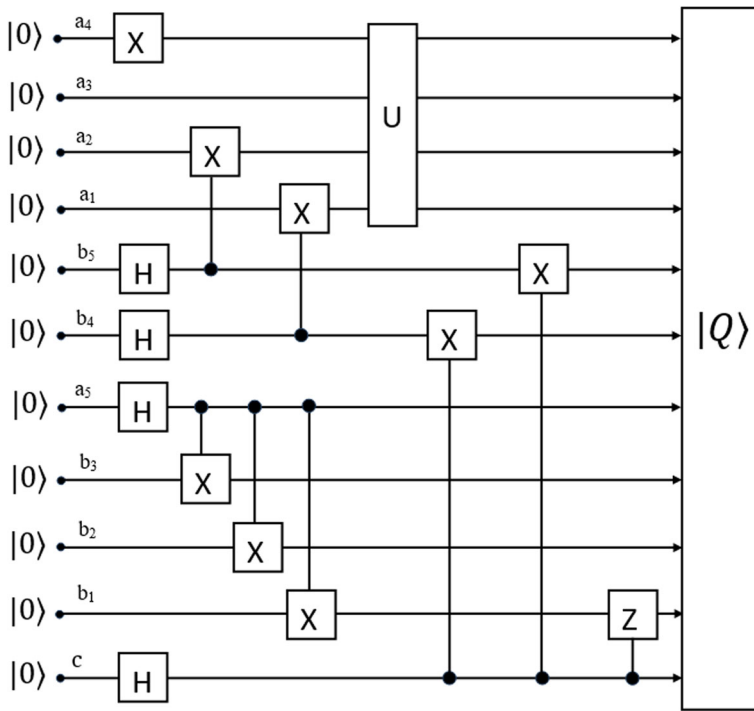 |0⟩ a₄ X
|0⟩ a₃
U
|0⟩ a₂ X
|0⟩ a₁ X
|0⟩ b₅ H X
|0⟩ b₄ H X
|Q⟩
|0⟩ a₅ H
|0⟩ b₃ X
|0⟩ b₂ X
|0⟩ b₁ X Z
|0⟩ c H